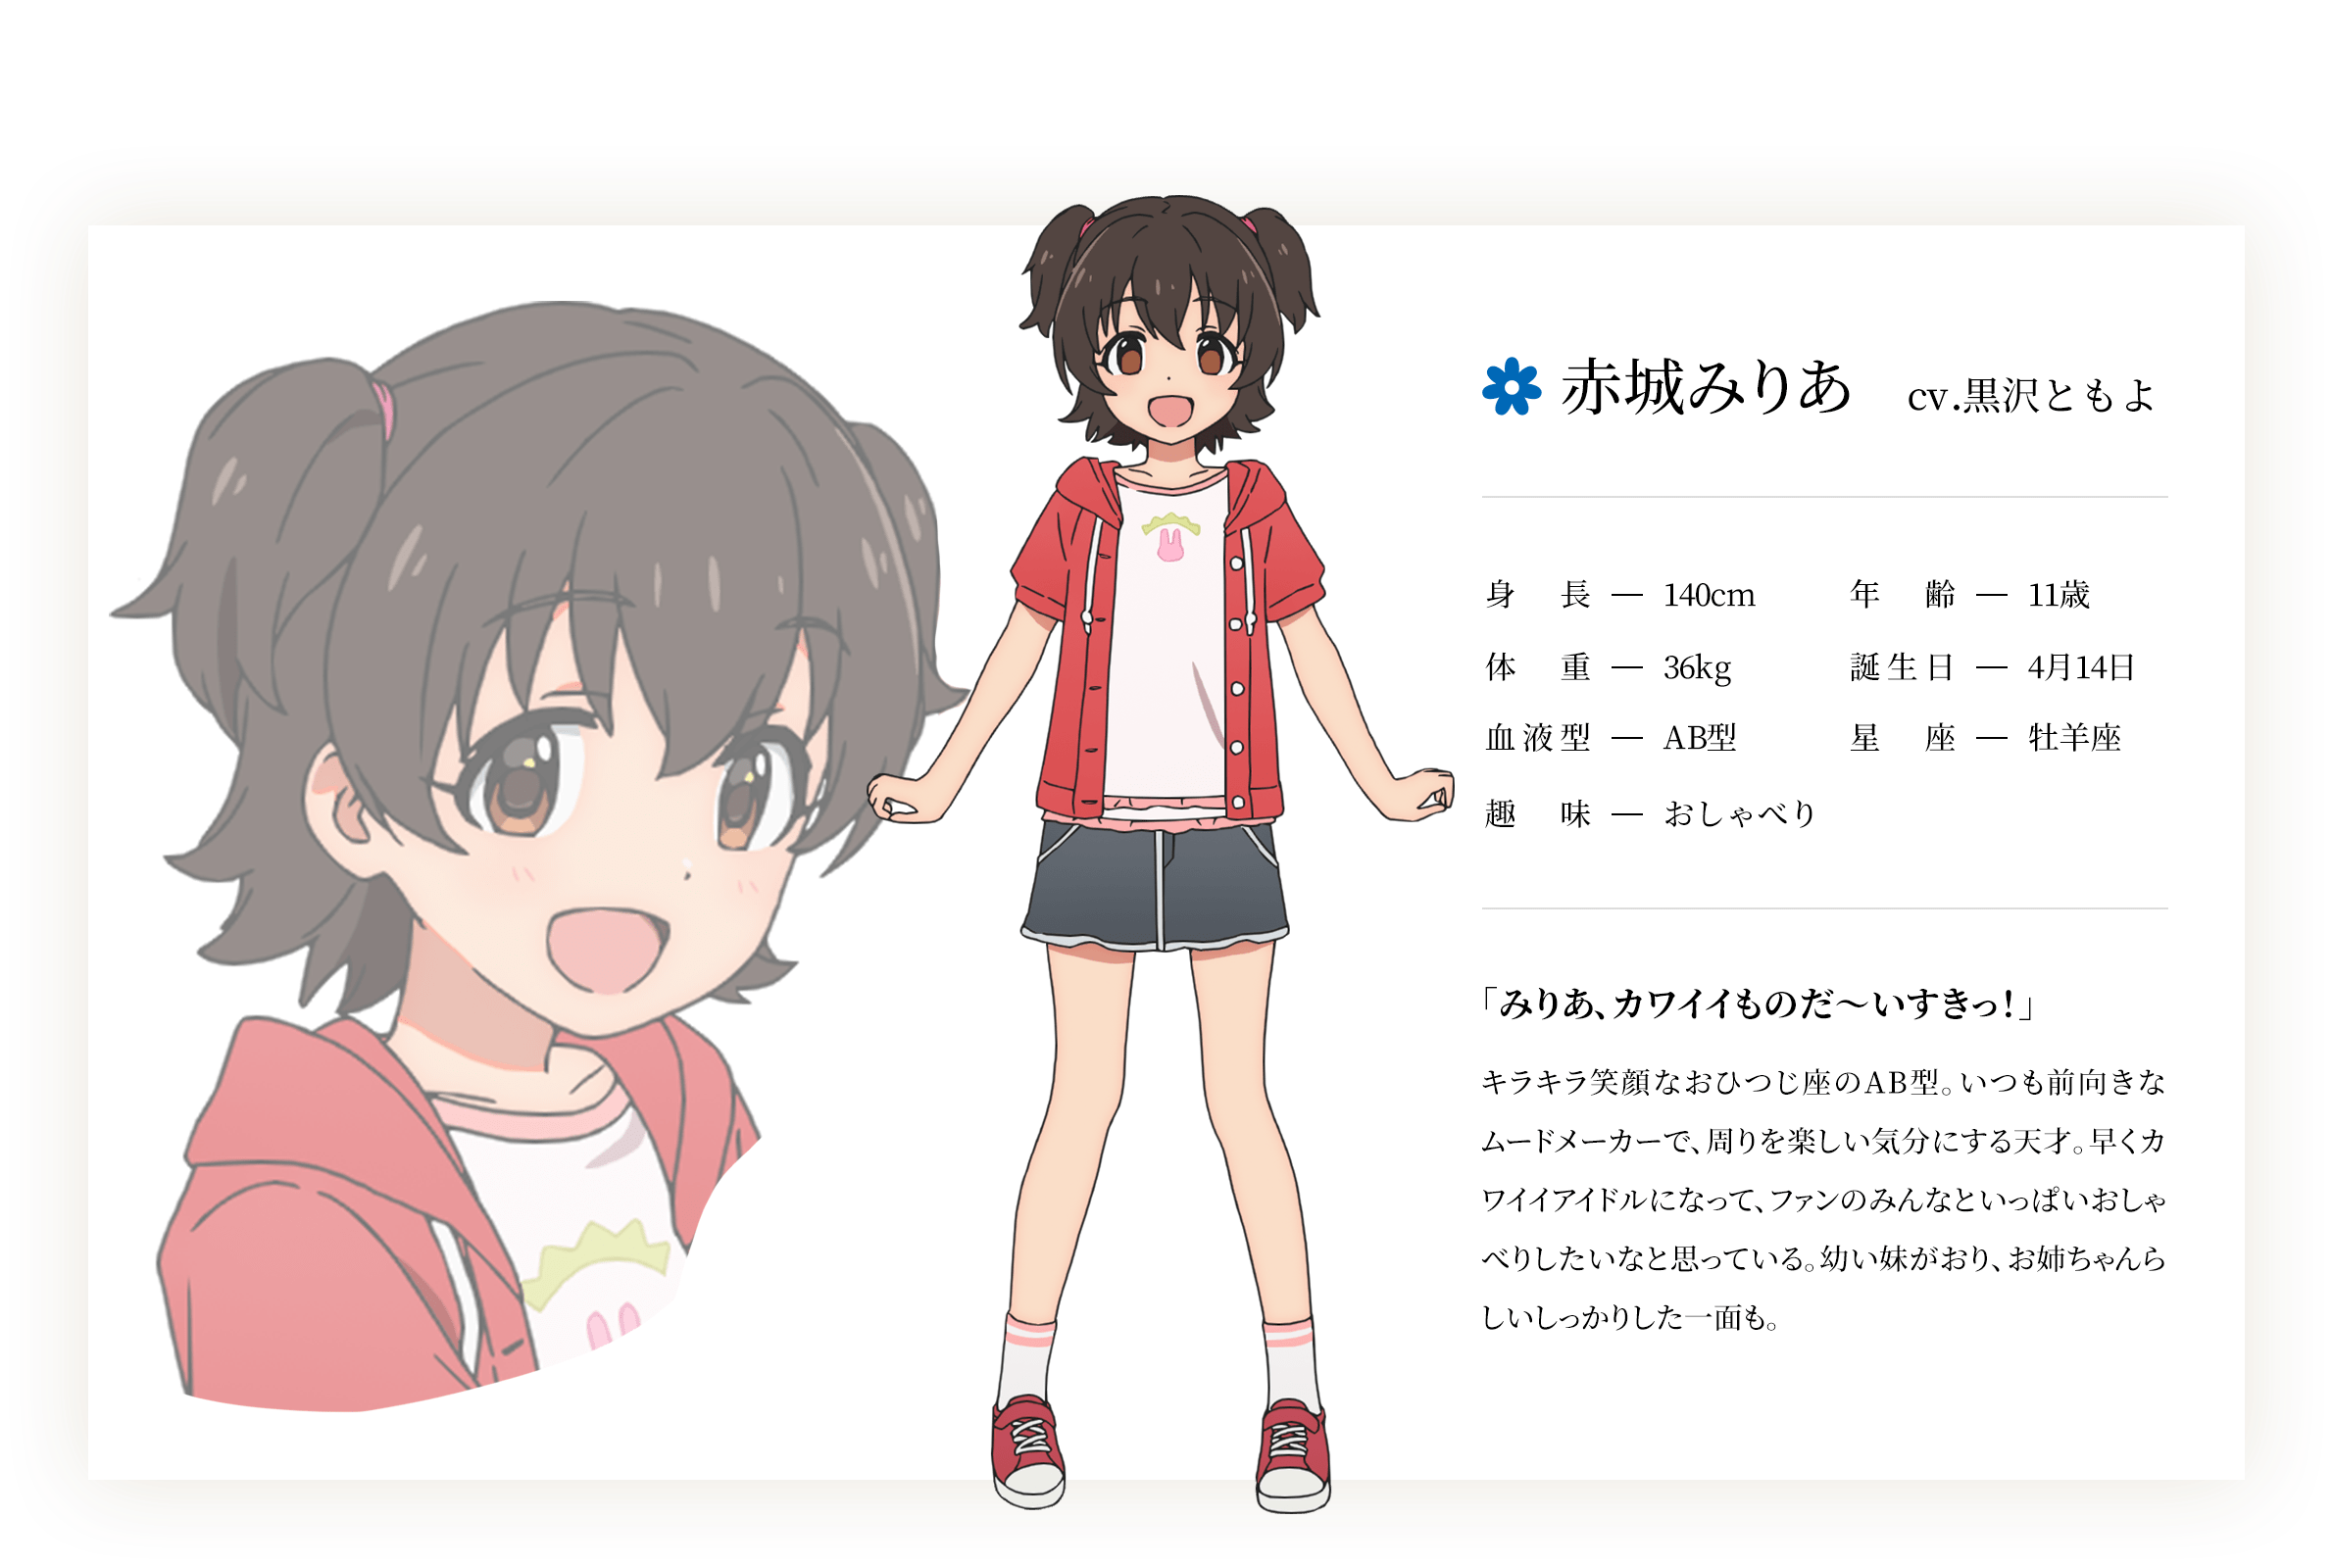 赤城みりあ cv.黒沢ともよ
身長 — 140cm 年齢 — 11歳
体重 — 36kg 誕生日 — 4月14日
血液型 — AB型 星座 — 牡羊座
趣味 — おしゃべり
「みりあ、カワイイものだ〜いすきっ!」
キラキラ笑顔なおひつじ座のAB型。いつも前向きな
ムードメーカーで、周りを楽しい気分にする天才。早くカ
ワイイアイドルになって、ファンのみんなといっぱいおしゃ
べりしたいなと思っている。幼い妹がおり、お姉ちゃんら
しいしっかりした一面も。